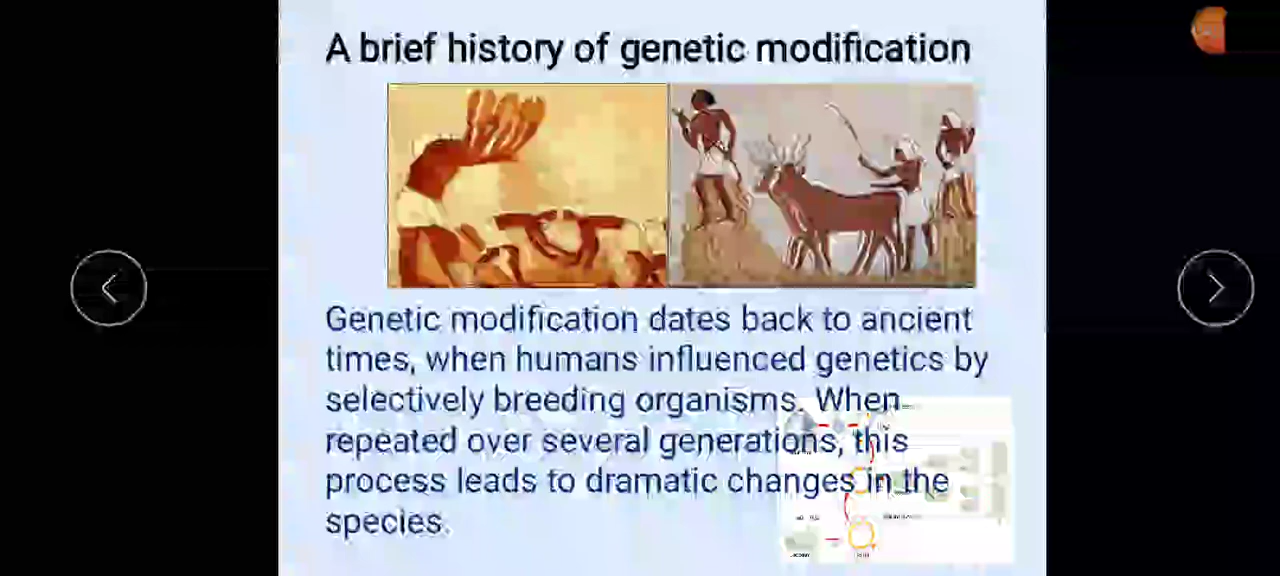 A brief history of genetic modification
Genetic modification dates back to ancient
times, when humans influenced genetics by
selectively breeding organisms. When
repeated over several generations, this
process leads to dramatic changes in the
species.